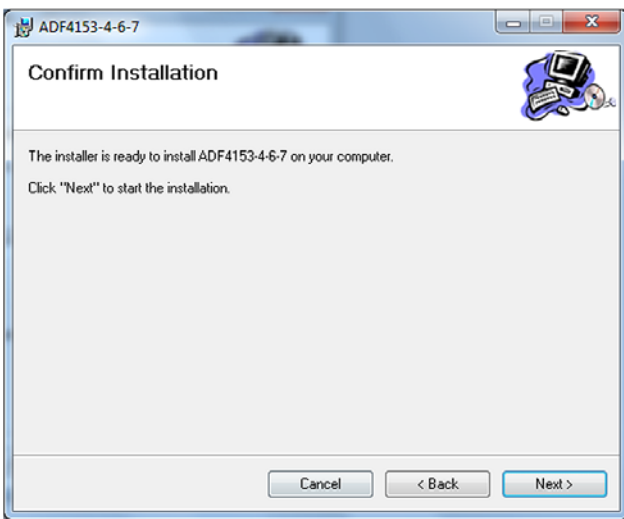 ADF4153-4-6-7
Confirm Installation
The installer is ready to install ADF4153-4-6-7 on your computer.
Click "Next" to start the installation.
Cancel
< Back
Next >